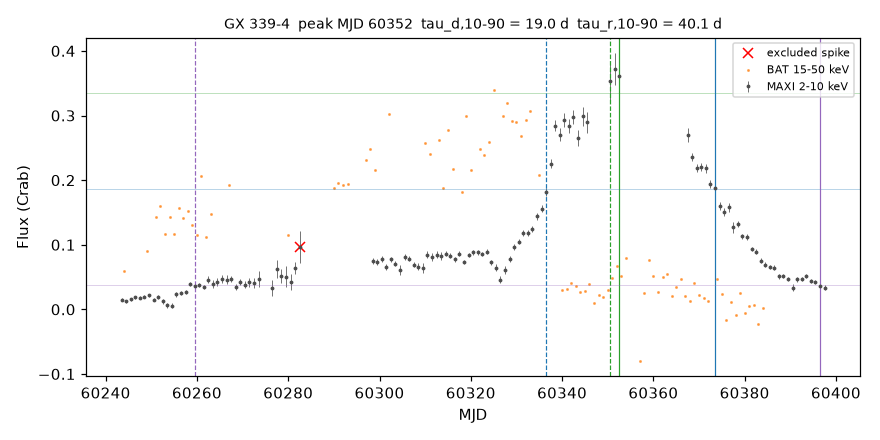 GX 339-4  peak MJD 60352  tau_d,10-90 = 19.0 d  tau_r,10-90 = 40.1 d
excluded spike
BAT 15-50 keV
MAXI 2-10 keV
0.4
0.3
0.2
0.1
0.0
−0.1
Flux (Crab)
60240 60260 60280 60300 60320 60340 60360 60380 60400
MJD